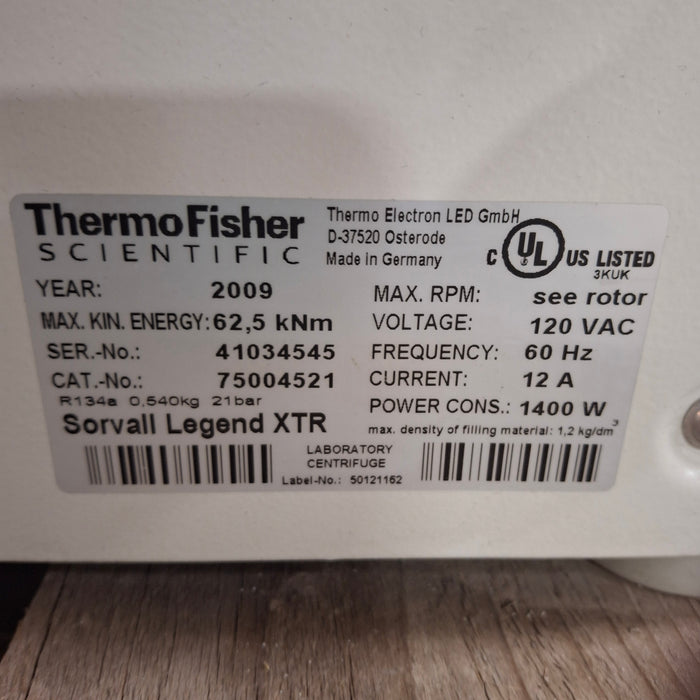 ThermoFisher
SCIENTIFIC
Thermo Electron LED GmbH
D-37520 Osterode
Made in Germany
C UL US LISTED
3KUK
YEAR: 2009
MAX. KIN. ENERGY: 62,5 kNm
SER.-No.: 41034545
CAT.-No.: 75004521
R134a 0,540kg 21bar
Sorvall Legend XTR
MAX. RPM: see rotor
VOLTAGE: 120 VAC
FREQUENCY: 60 Hz
CURRENT: 12 A
POWER CONS.: 1400 W
max. density of filling material: 1,2 kg/dm³
LABORATORY
CENTRIFUGE
Label-No.: 50121162